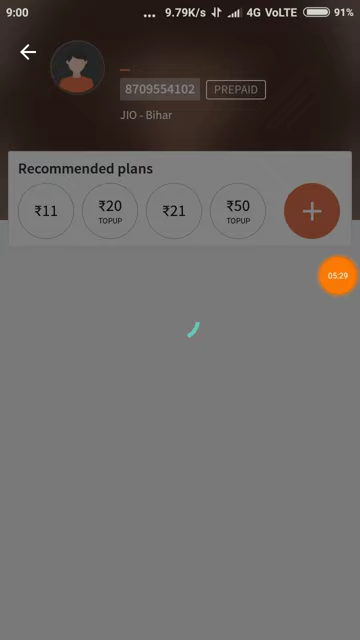 9:00 ... 9.79K/s 4G VoLTE 91%
8709554102 PREPAID
JIO - Bihar
Recommended plans
₹11 ₹20 ₹21 ₹50
TOPUP TOPUP
05:29